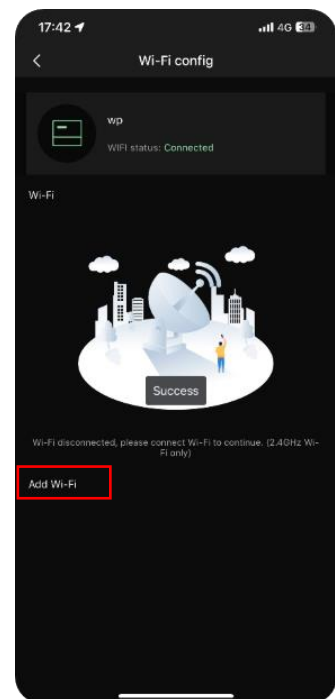 17:42 4G 34
Wi-Fi config
wp
WIFI status: Connected
Wi-Fi
Success
Wi-Fi disconnected, please connect Wi-Fi to continue. (2.4GHz Wi-
Fi only)
Add Wi-Fi